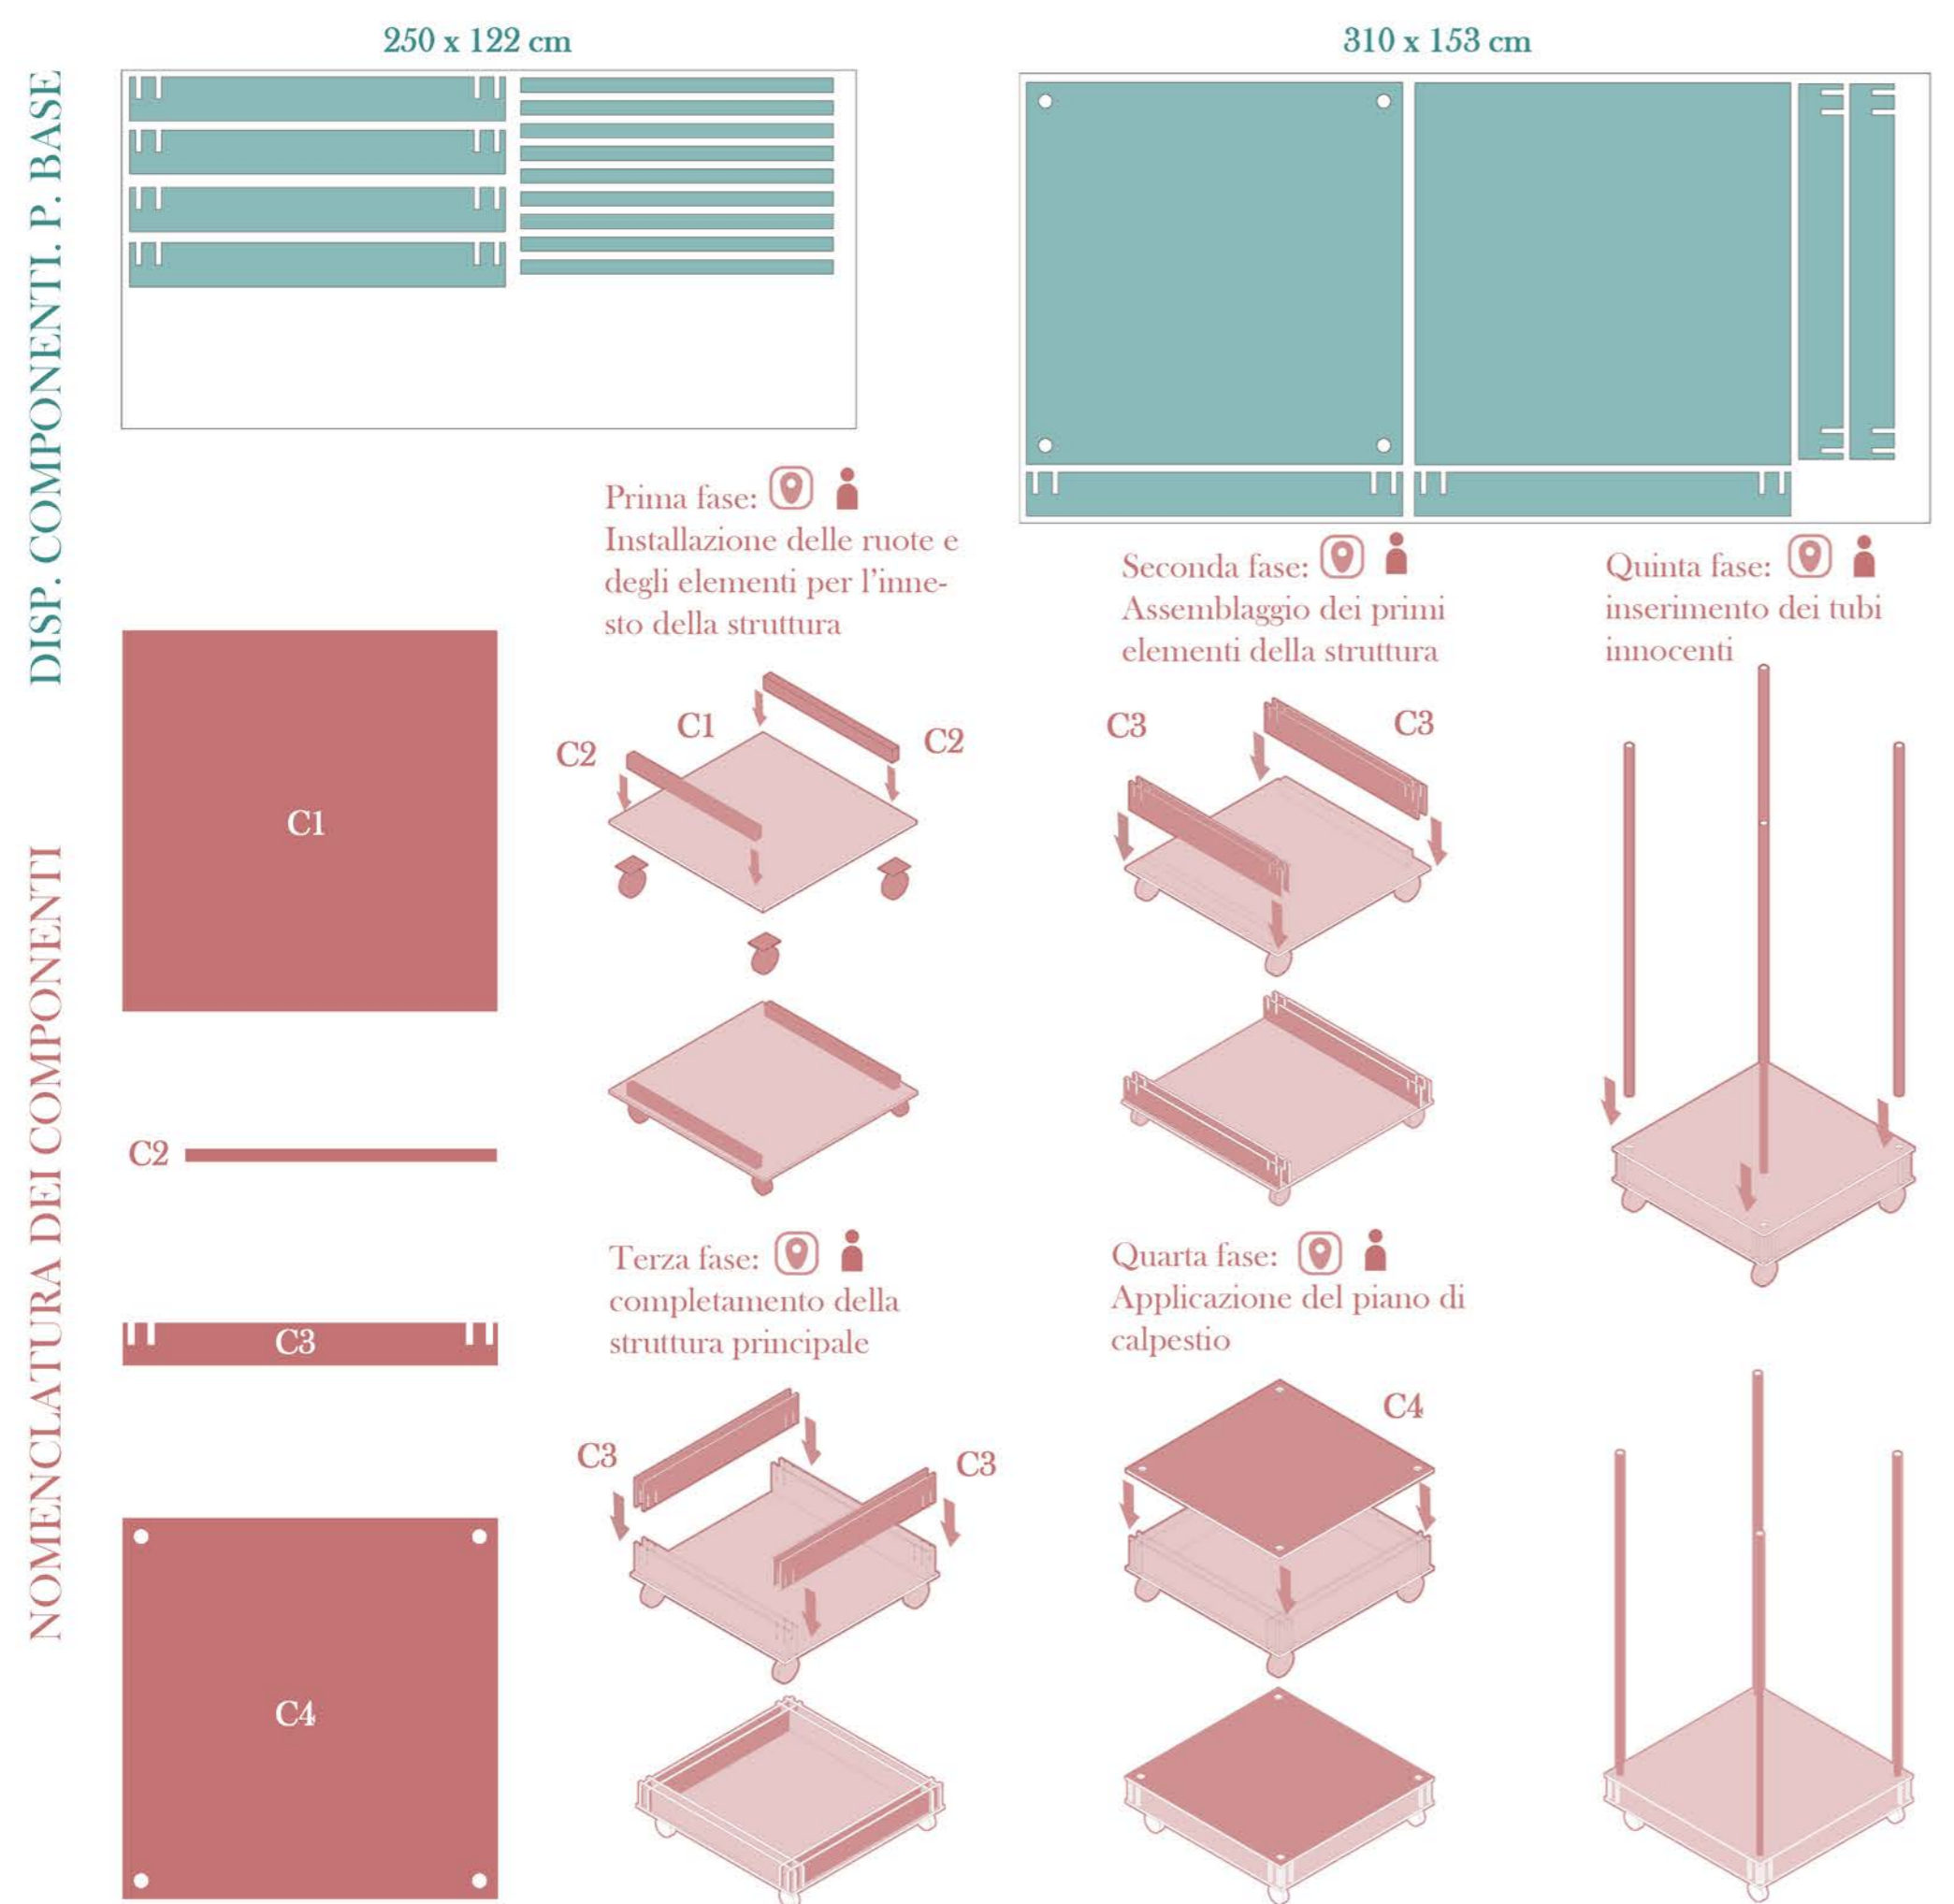 250 x 122 cm
310 x 153 cm
DISP. COMPONENTI. P. BASE
Prima fase:
Installazione delle ruote e
degli elementi per l'inne-
sto della struttura
Seconda fase:
Assemblaggio dei primi
elementi della struttura
Quinta fase:
inserimento dei tubi
innocenti
NOMENCLATURA DEI COMPONENTI
C1
C2
C3
C4
C1
C2
C2
C3
C3
Terza fase:
completamento della
struttura principale
C3
C3
Quarta fase:
Applicazione del piano di
calpestio
C4